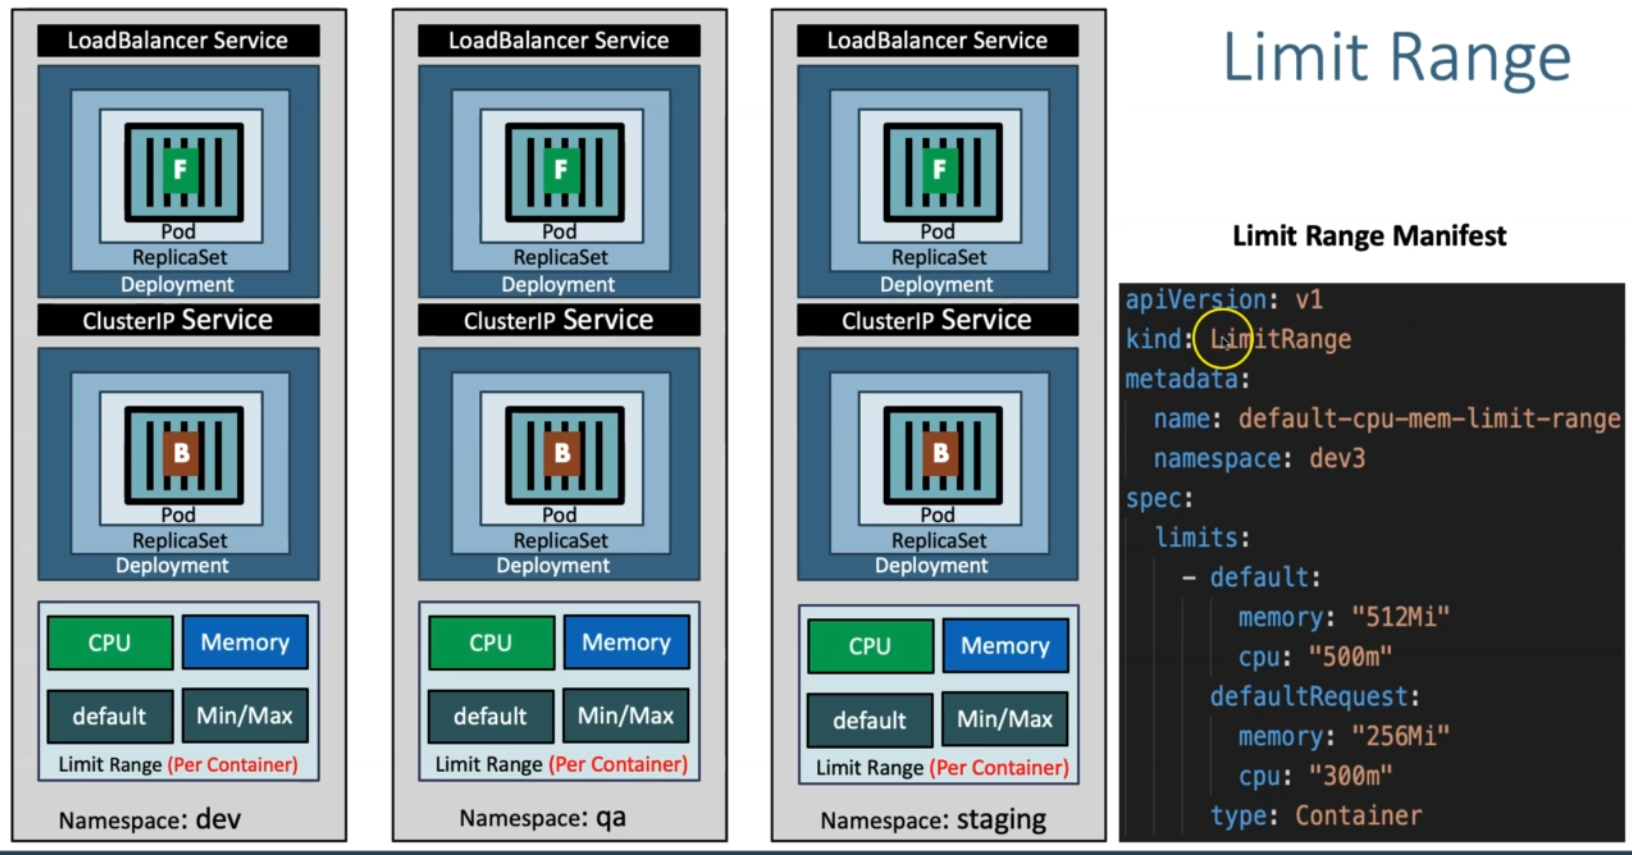 LoadBalancer Service
F
Pod
ReplicaSet
Deployment
ClusterIP Service
B
Pod
ReplicaSet
Deployment
CPU
Memory
default
Min/Max
Limit Range (Per Container)
Namespace: dev
LoadBalancer Service
F
Pod
ReplicaSet
Deployment
ClusterIP Service
B
Pod
ReplicaSet
Deployment
CPU
Memory
default
Min/Max
Limit Range (Per Container)
Namespace: qa
LoadBalancer Service
F
Pod
ReplicaSet
Deployment
ClusterIP Service
B
Pod
ReplicaSet
Deployment
CPU
Memory
default
Min/Max
Limit Range (Per Container)
Namespace: staging
Limit Range
Limit Range Manifest
apiVersion: v1
kind: LimitRange
metadata:
  name: default-cpu-mem-limit-range
  namespace: dev3
spec:
  limits:
    - default:
        memory: "512Mi"
        cpu: "500m"
      defaultRequest:
        memory: "256Mi"
        cpu: "300m"
      type: Container